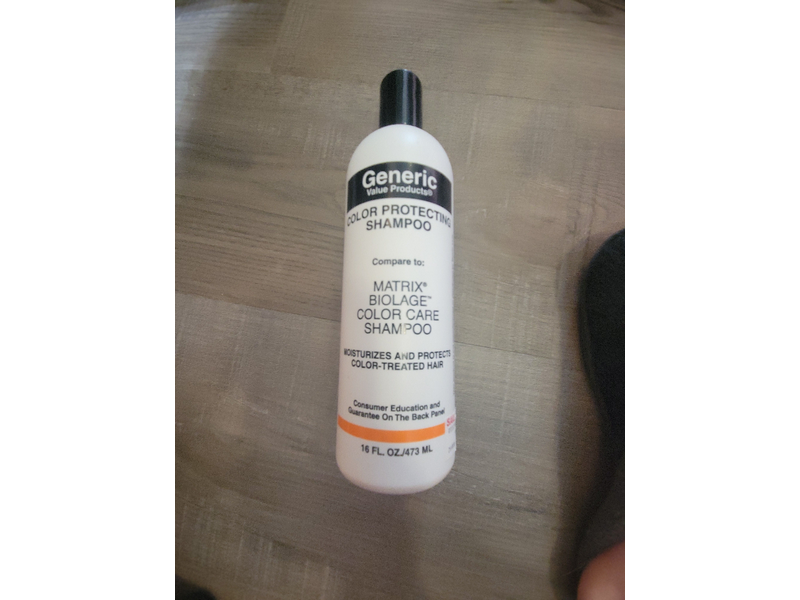 Generic
Value Products®
COLOR PROTECTING
SHAMPOO
Compare to:
MATRIX®
BIOLAGE™
COLOR CARE
SHAMPOO
MOISTURIZES AND PROTECTS
COLOR-TREATED HAIR
Consumer Education and
Guarantee On The Back Panel
16 FL. OZ./473 ML